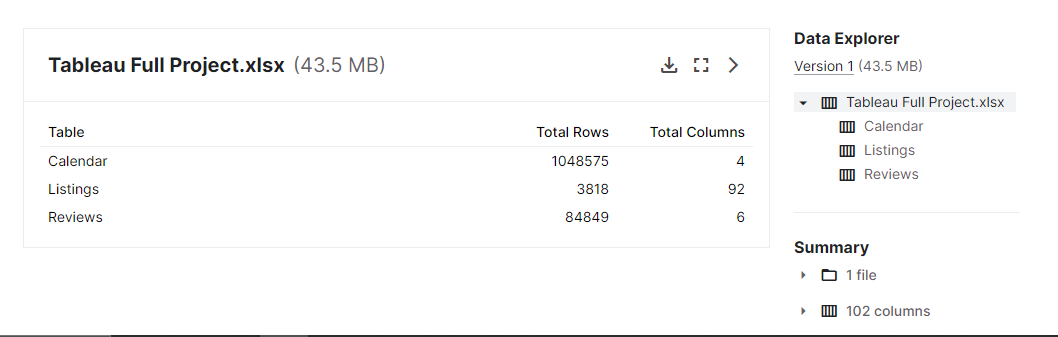 Tableau Full Project.xlsx (43.5 MB)
Table Total Rows Total Columns
Calendar 1048575 4
Listings 3818 92
Reviews 84849 6
Data Explorer
Version 1 (43.5 MB)
Tableau Full Project.xlsx
Calendar
Listings
Reviews
Summary
1 file
102 columns